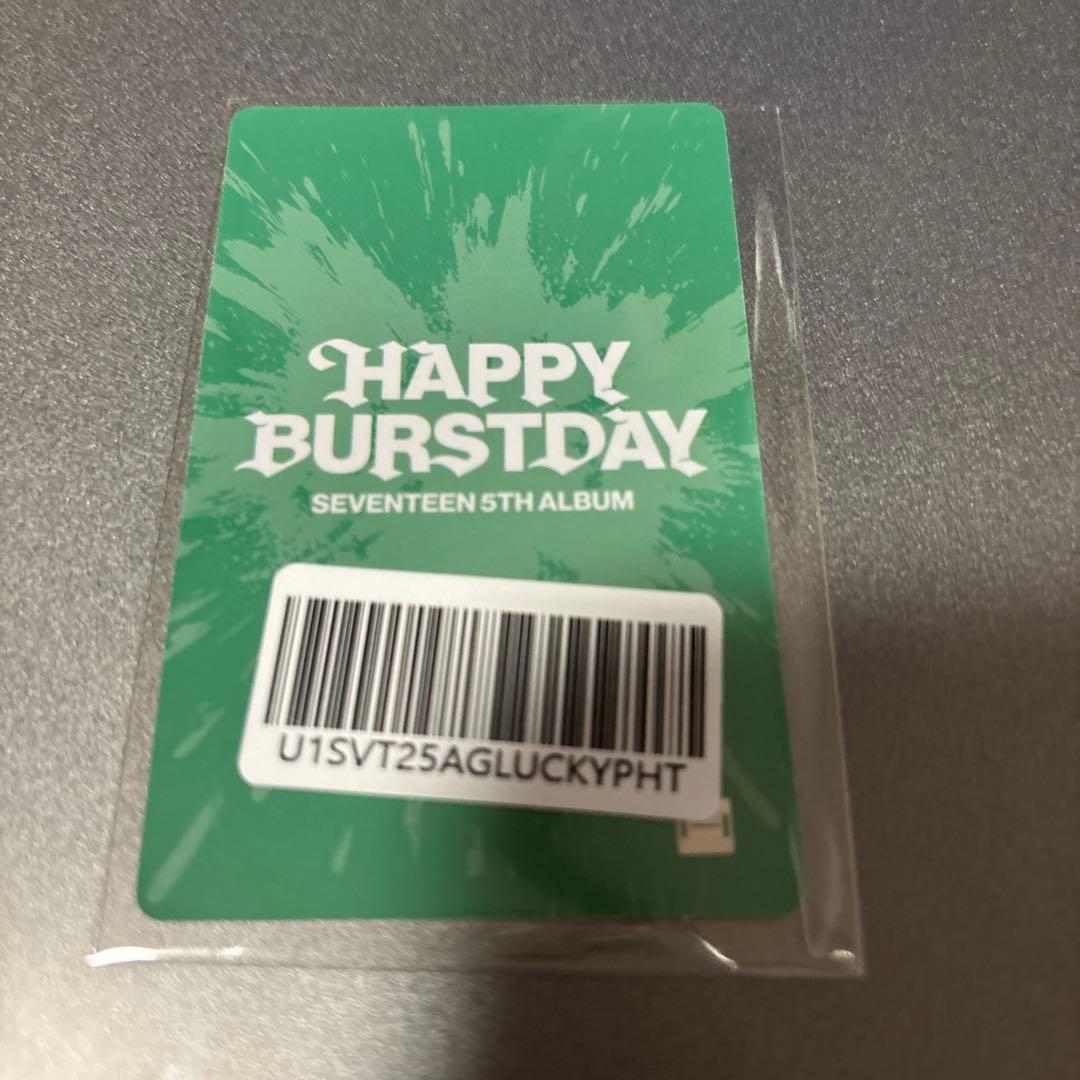 HAPPY
BURSTDAY
SEVENTEEN 5TH ALBUM
U1SVT25AGLUCKYPHT